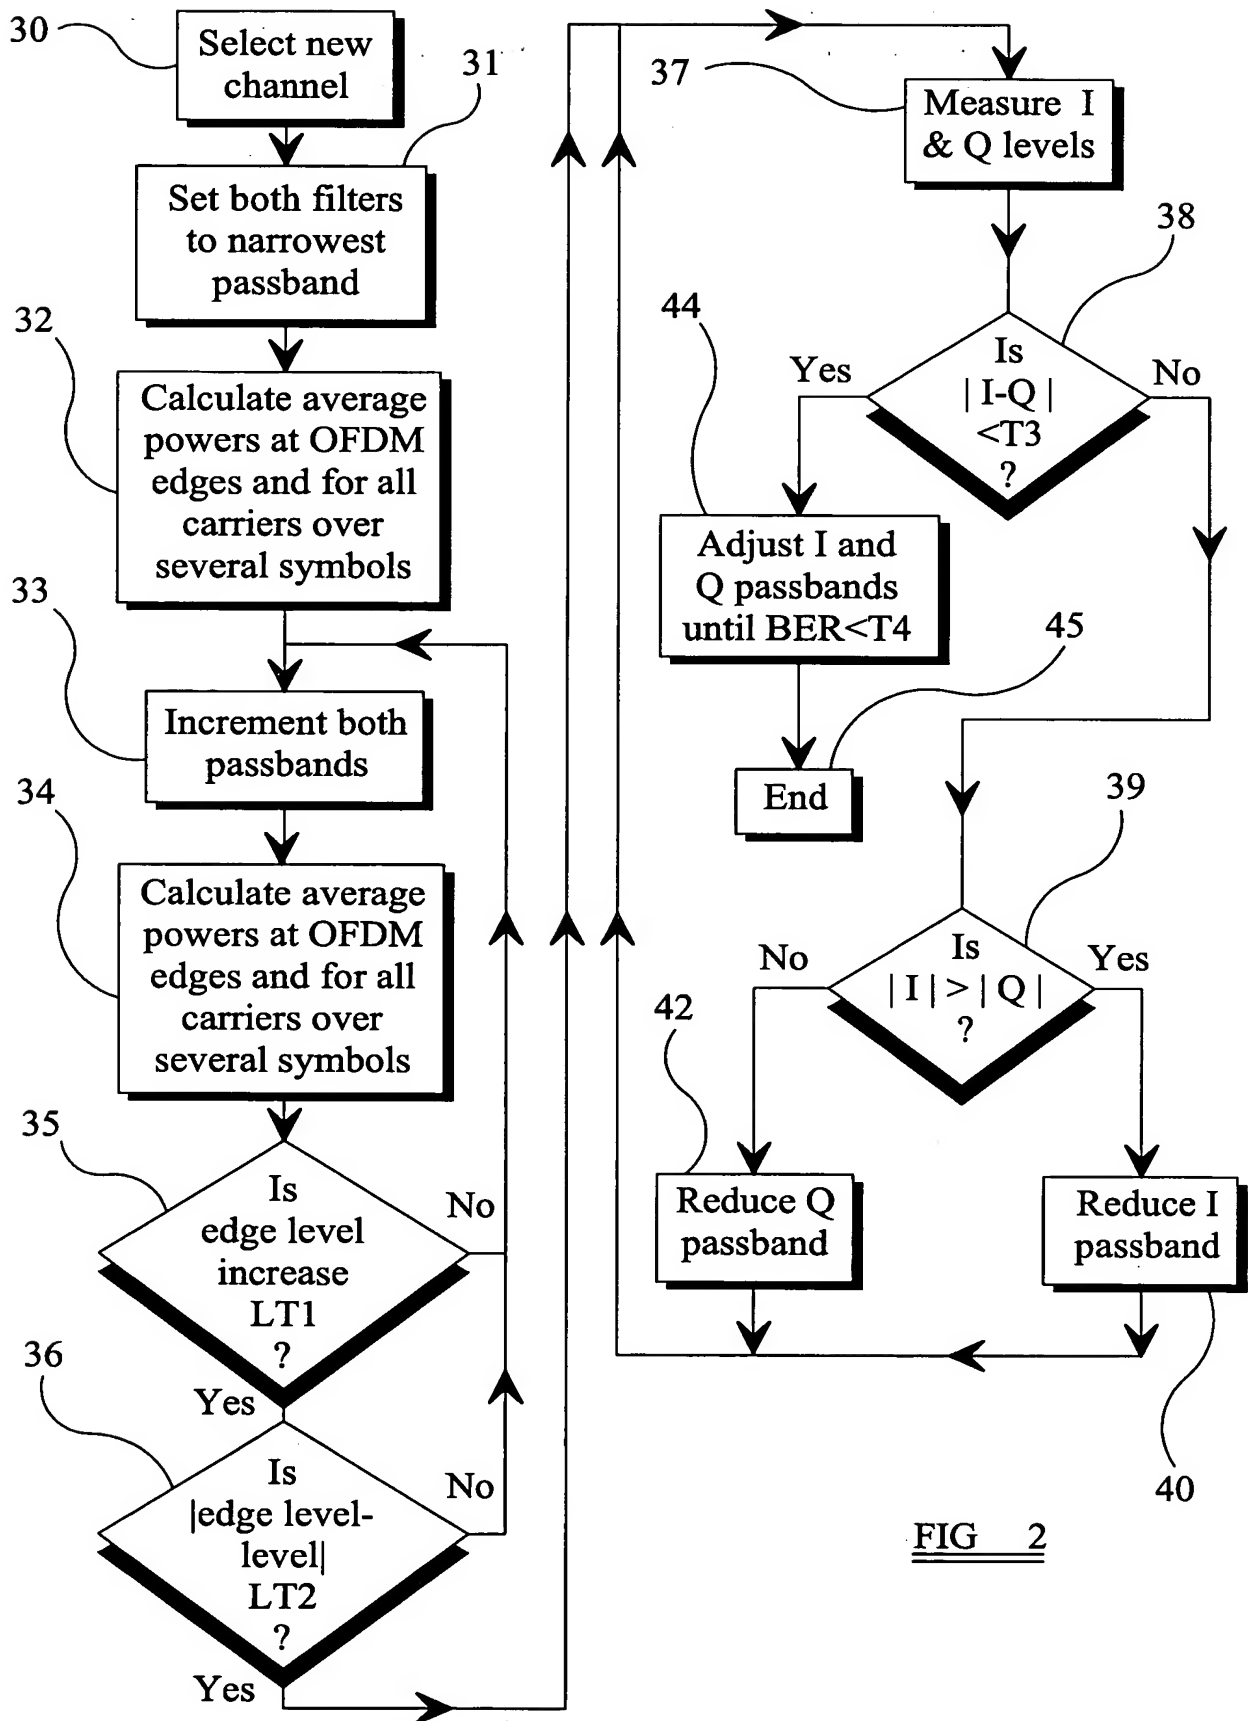 30
Select new
channel
31
Set both filters
to narrowest
passband
32
Calculate average
powers at OFDM
edges and for all
carriers over
several symbols
33
Increment both
passbands
34
Calculate average
powers at OFDM
edges and for all
carriers over
several symbols
35
Is
edge level
increase
LT1
?
No
Yes
36
Is
|edge level-
level|
LT2
?
No
Yes
37
Measure I
& Q levels
38
Is
| I-Q |
<T3
?
Yes
No
44
Adjust I and
Q passbands
until BER<T4
45
End
39
Is
| I | > | Q |
?
No
Yes
42
Reduce Q
passband
Reduce I
passband
40
FIG 2